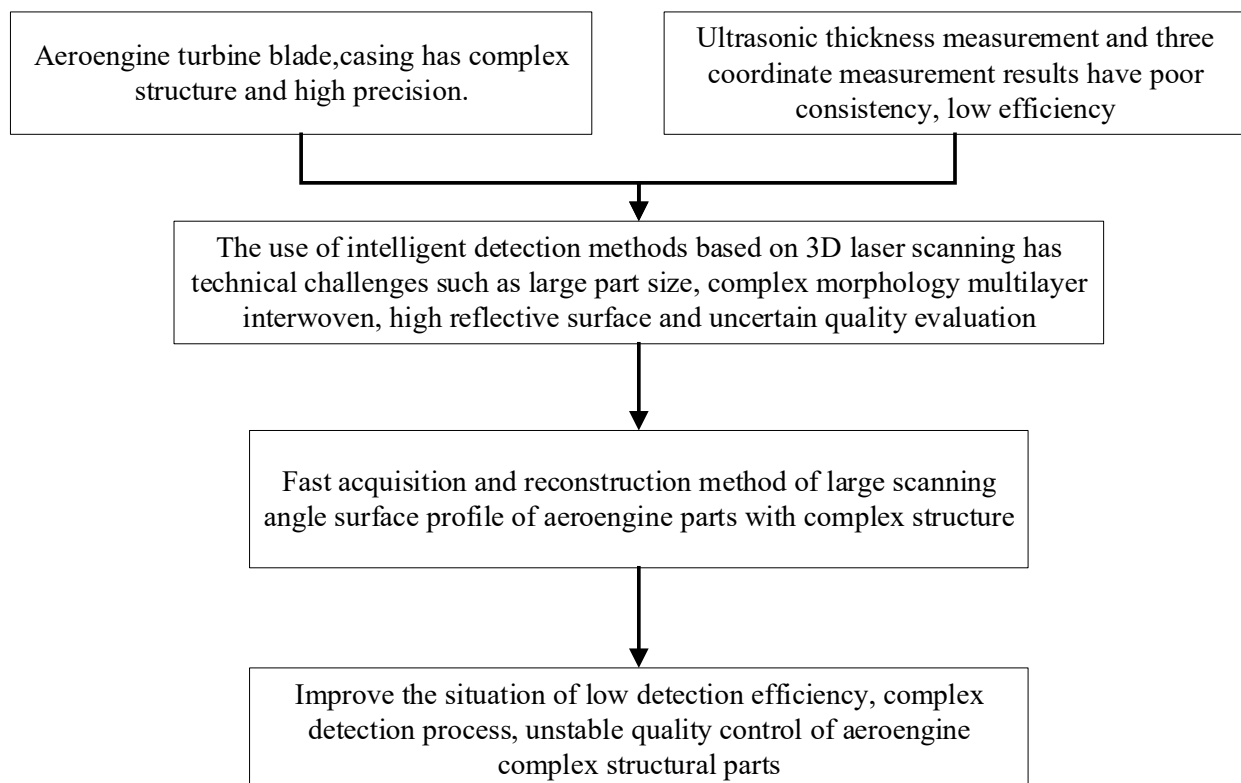 Aeroengine turbine blade,casing has complex
structure and high precision.
Ultrasonic thickness measurement and three
coordinate measurement results have poor
consistency, low efficiency
The use of intelligent detection methods based on 3D laser scanning has
technical challenges such as large part size, complex morphology multilayer
interwoven, high reflective surface and uncertain quality evaluation
Fast acquisition and reconstruction method of large scanning
angle surface profile of aeroengine parts with complex structure
Improve the situation of low detection efficiency, complex
detection process, unstable quality control of aeroengine
complex structural parts